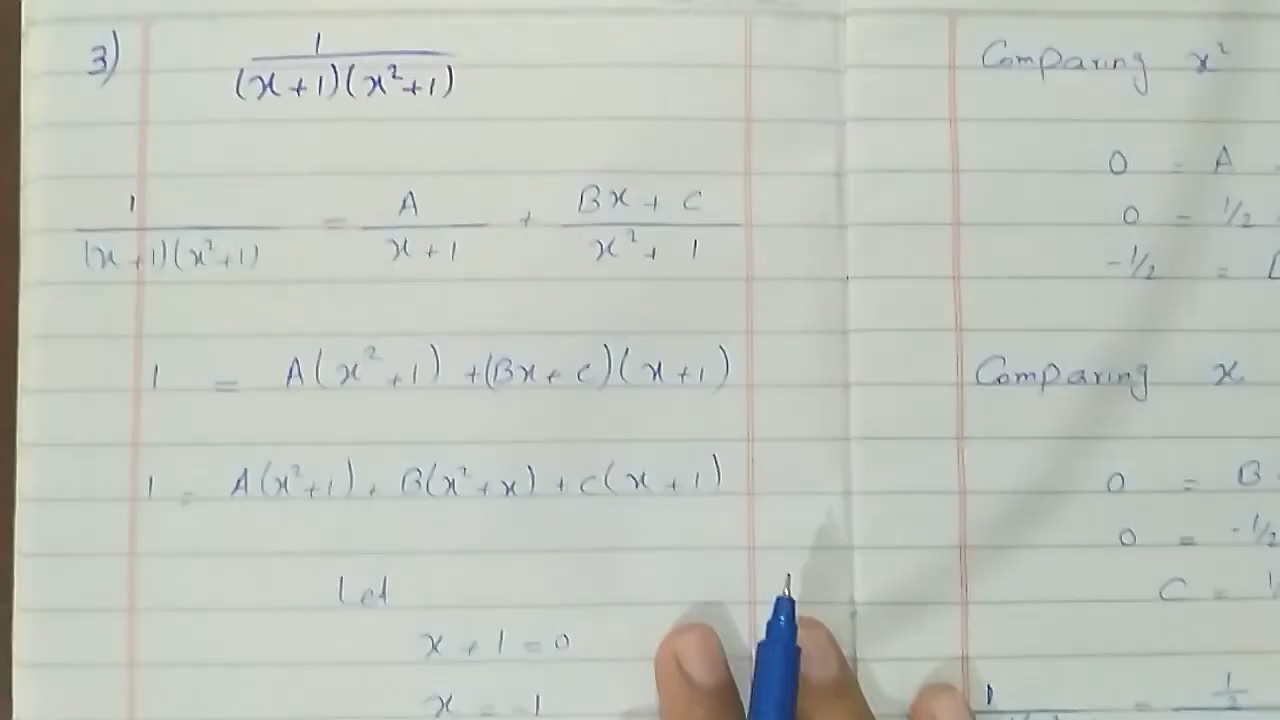 3) 1/((x+1)(x²+1))
1/((x+1)(x²+1)) = A/(x+1) + (Bx+C)/(x²+1)
1 = A(x²+1) + (Bx+C)(x+1)
1 = A(x²+1) + B(x²+x) + C(x+1)
Let
x+1=0
x = -1
Comparing x²
0 = A
0 = 1/2
-1/2 =
Comparing x
0 = B
0 = -1/2
C =